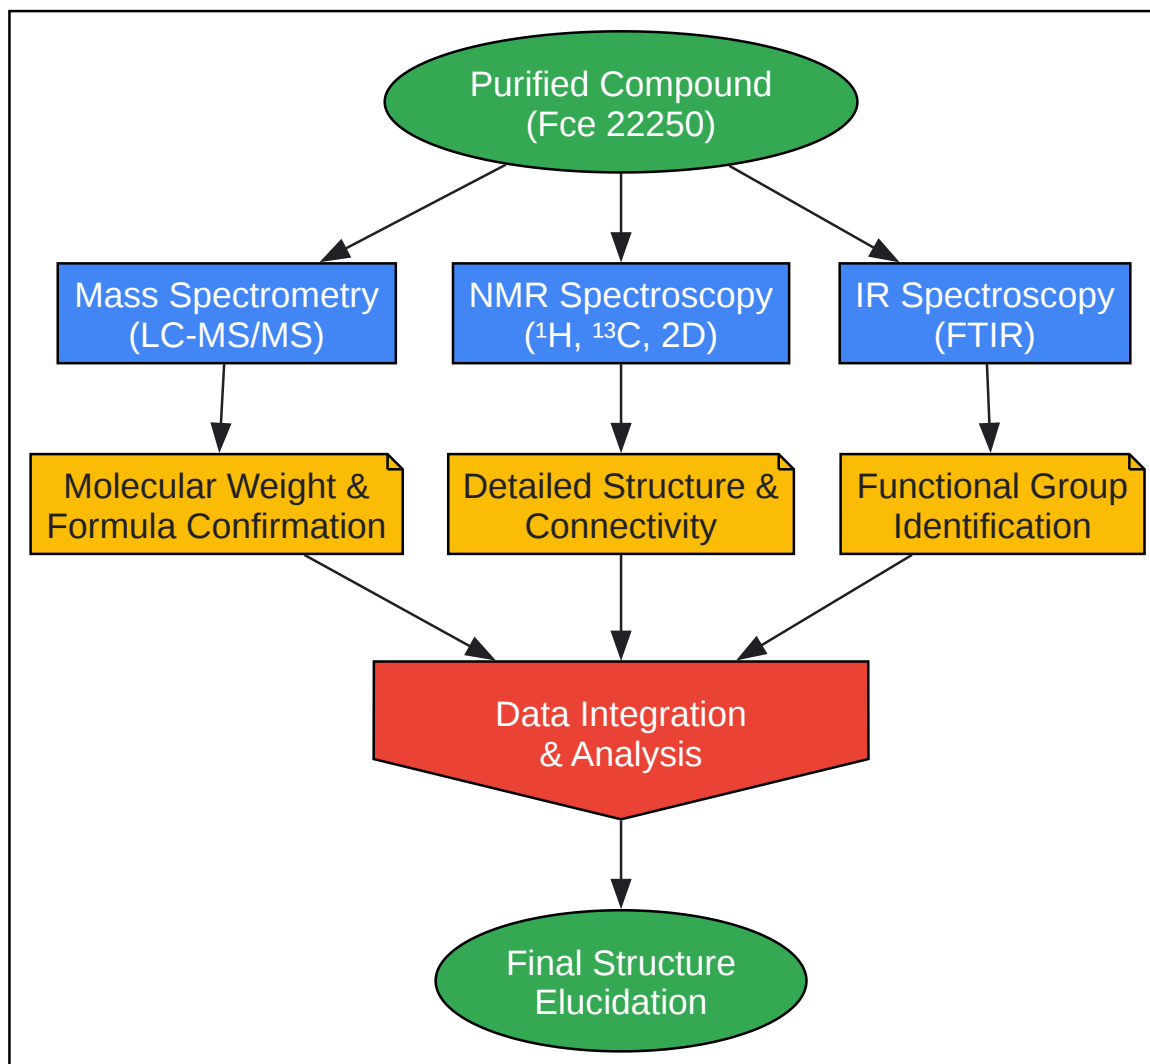 Purified Compound
(Fce 22250)
Mass Spectrometry
(LC-MS/MS)
NMR Spectroscopy
(¹H, ¹³C, 2D)
IR Spectroscopy
(FTIR)
Molecular Weight &
Formula Confirmation
Detailed Structure &
Connectivity
Functional Group
Identification
Data Integration
& Analysis
Final Structure
Elucidation